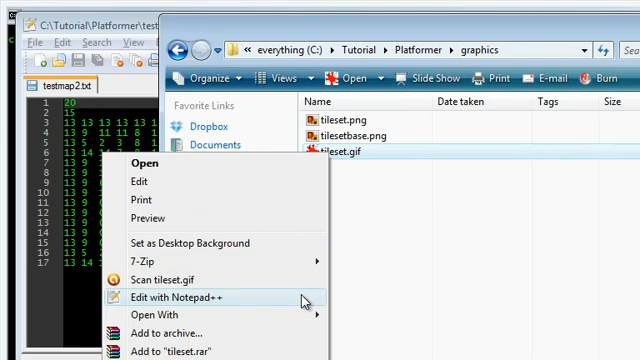 C:\Tutorial\Platformer\test
File Edit Search View
testmap2.txt
1 20
2 15
3 13 13 13 13 13 1
4 13 9 11 11 8 1
5 13 5 2 3 8 1
6 13 14 1
7 13 9
8 13 9
9 13 9
10 13 9
11 13 9
12 13 9
13 13 9
14 13 9
15 13 9
16 13 5 2
17 13 14
everything (C:) Tutorial Platformer graphics
Organize Views Open Slide Show Print E-mail Burn
Favorite Links
Dropbox
Documents
Name Date taken Tags Size
tileset.png
tilesetbase.png
tileset.gif
Open
Edit
Print
Preview
Set as Desktop Background
7-Zip
Scan tileset.gif
Edit with Notepad++
Open With
Add to archive...
Add to "tileset.rar"